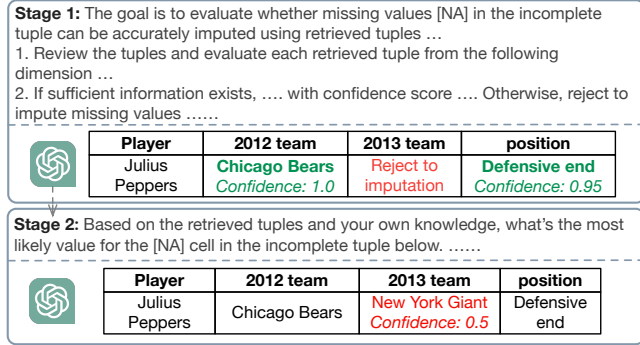 Stage 1: The goal is to evaluate whether missing values [NA] in the incomplete
tuple can be accurately imputed using retrieved tuples …
1. Review the tuples and evaluate each retrieved tuple from the following
dimension …
2. If sufficient information exists, …. with confidence score …. Otherwise, reject to
impute missing values ……
Player 2012 team 2013 team position
Julius Chicago Bears Reject to Defensive end
Peppers Confidence: 1.0 imputation Confidence: 0.95
Stage 2: Based on the retrieved tuples and your own knowledge, what's the most
likely value for the [NA] cell in the incomplete tuple below. ……
Player 2012 team 2013 team position
Julius Chicago Bears New York Giant Defensive
Peppers Confidence: 0.5 end